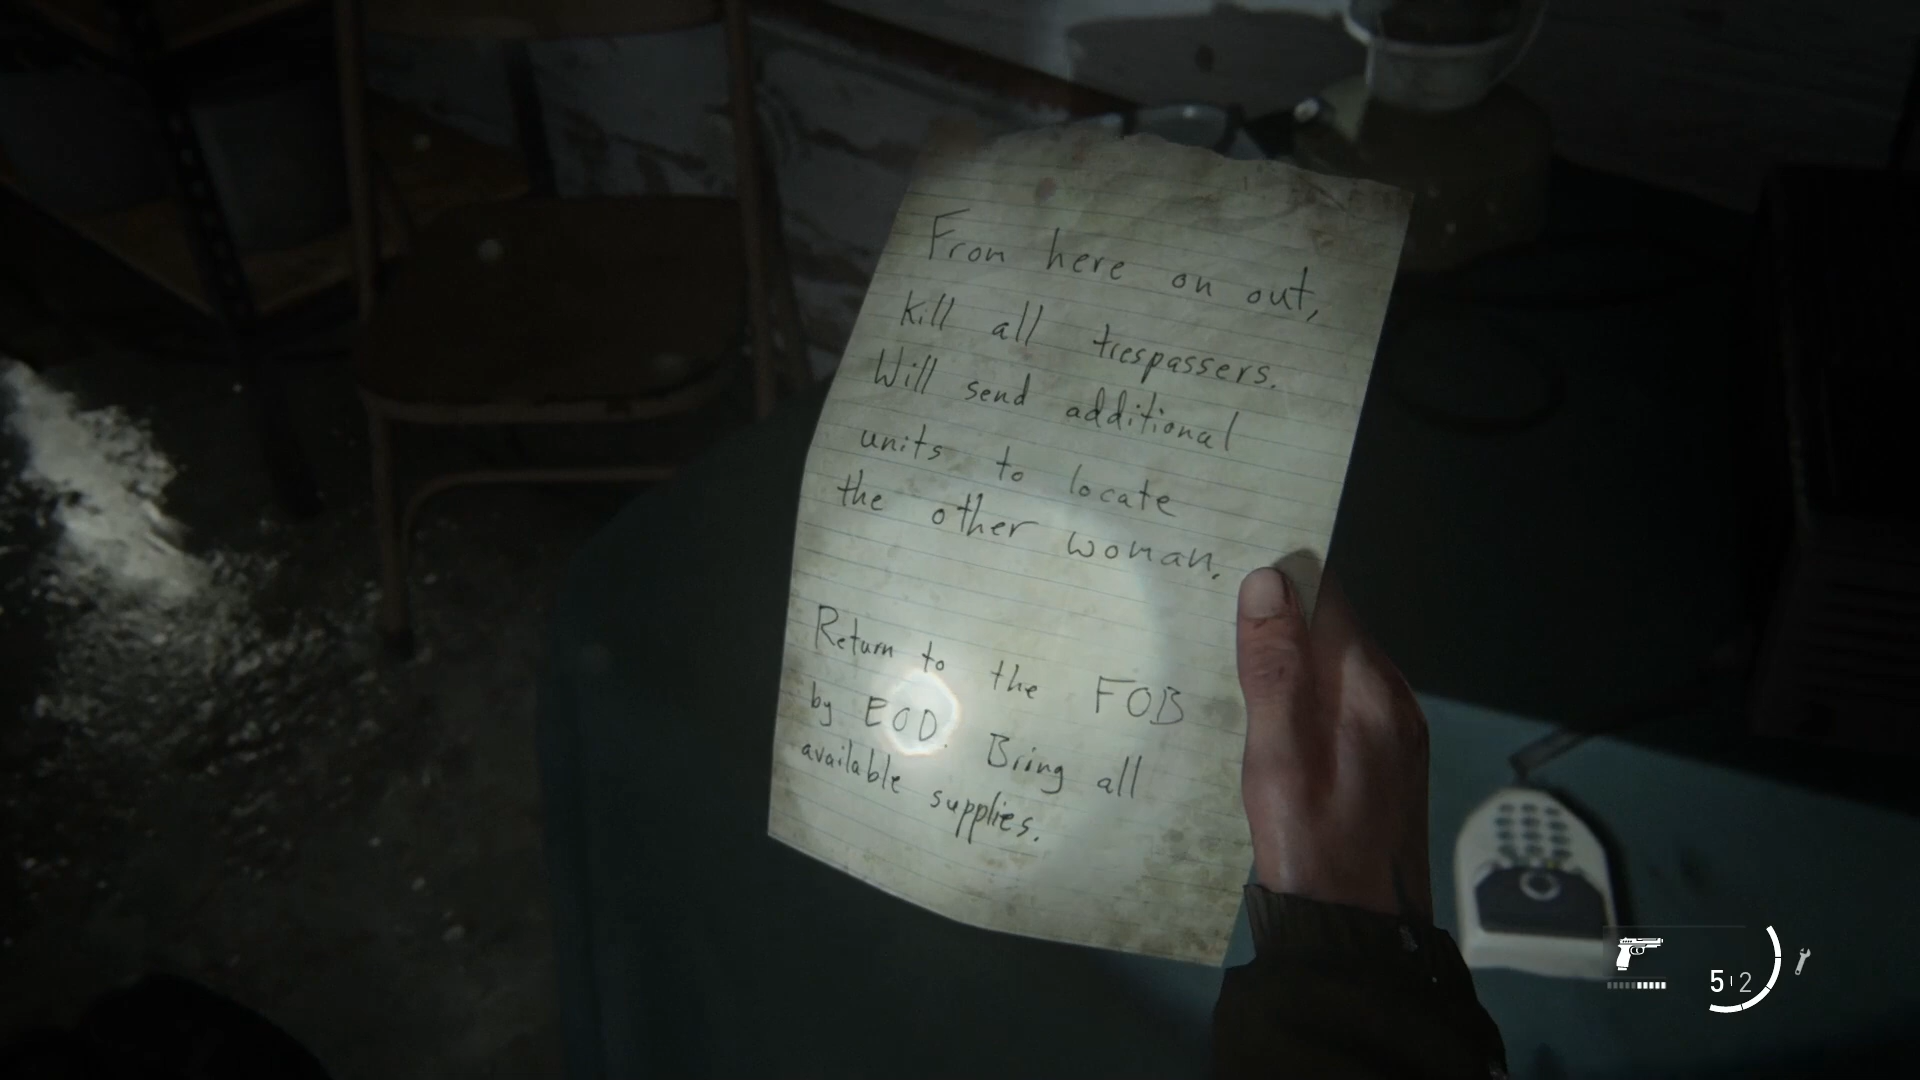 From here on out,
kill all trespassers.
Will send additional
units to locate
the other woman.
Return to the FOB
by EOD. Bring all
available supplies.
5 2